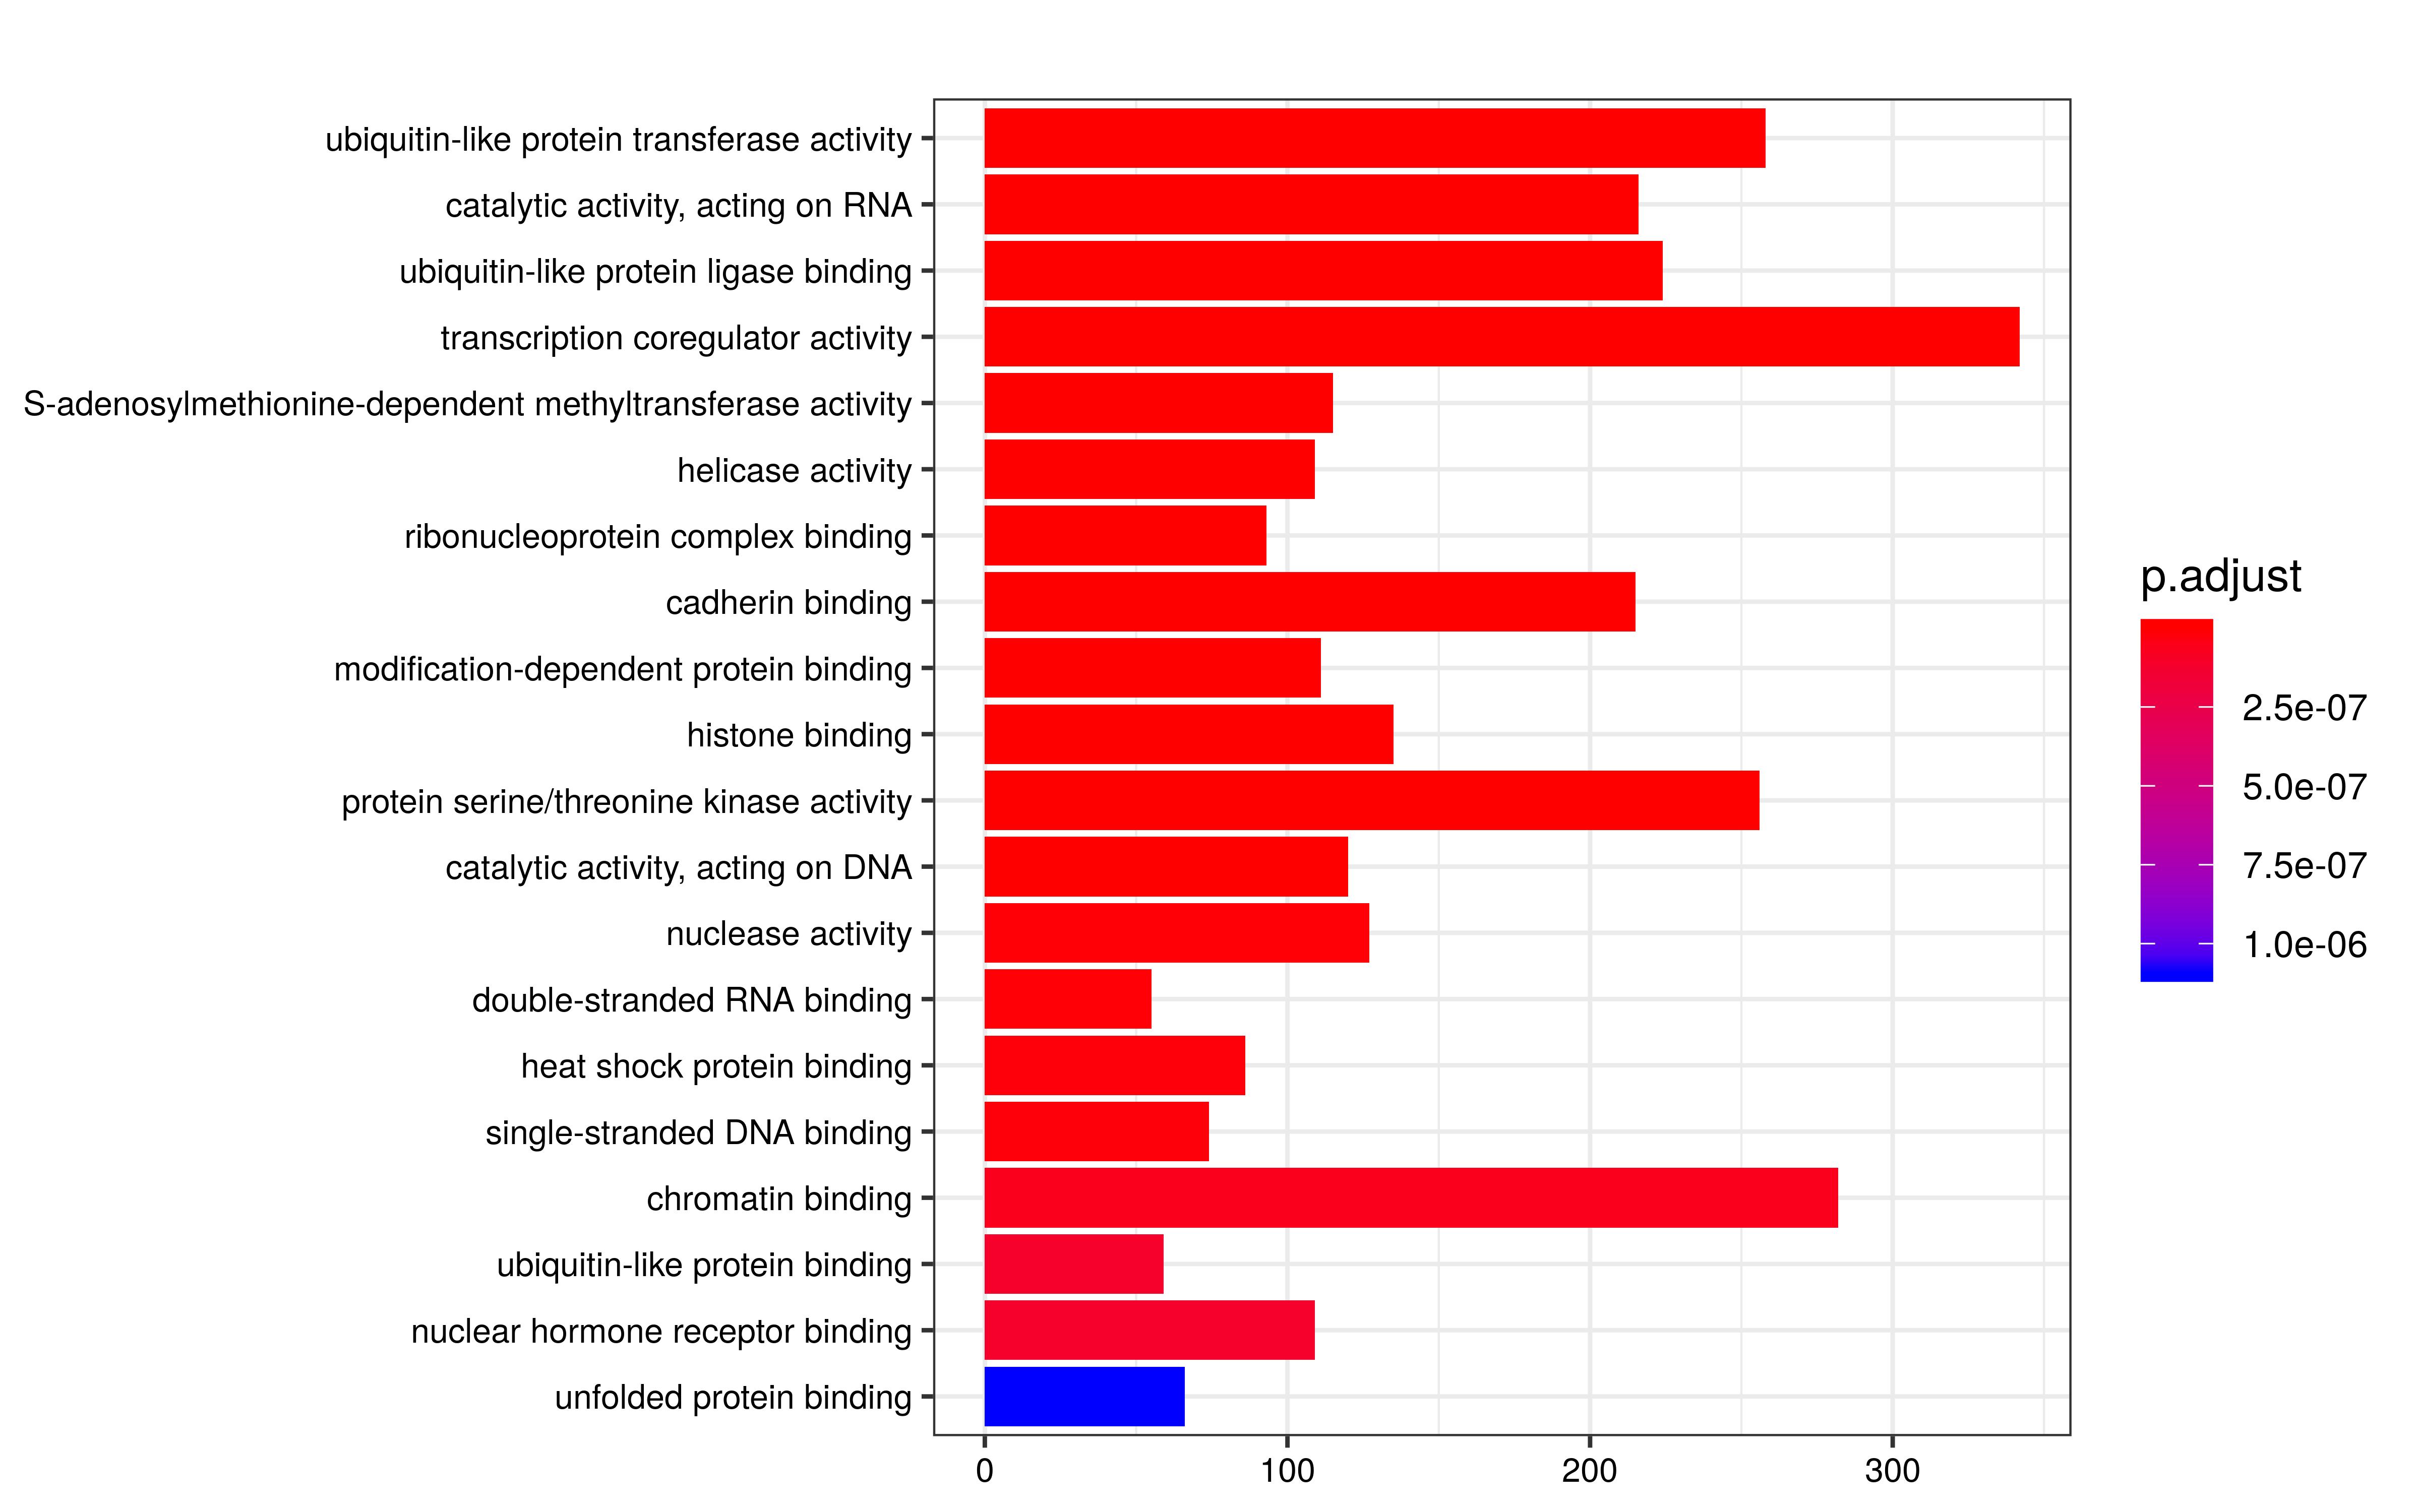 ubiquitin-like protein transferase activity
catalytic activity, acting on RNA
ubiquitin-like protein ligase binding
transcription coregulator activity
S-adenosylmethionine-dependent methyltransferase activity
helicase activity
ribonucleoprotein complex binding
cadherin binding
modification-dependent protein binding
histone binding
protein serine/threonine kinase activity
catalytic activity, acting on DNA
nuclease activity
double-stranded RNA binding
heat shock protein binding
single-stranded DNA binding
chromatin binding
ubiquitin-like protein binding
nuclear hormone receptor binding
unfolded protein binding
0 100 200 300
p.adjust
2.5e-07
5.0e-07
7.5e-07
1.0e-06